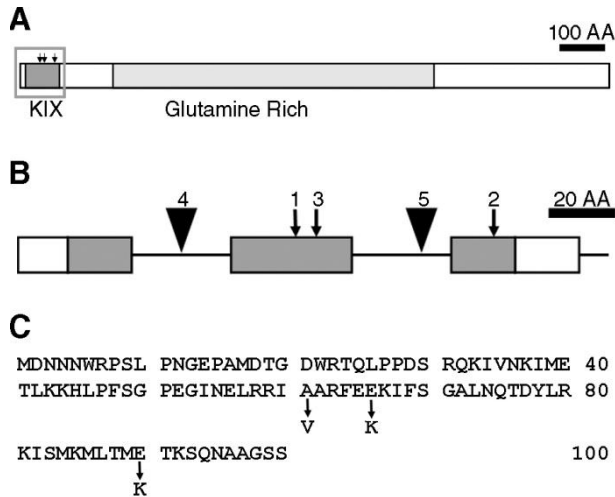 A
100 AA
KIX
Glutamine Rich
B
4 1 3 5 2 20 AA
C
MDNNNWRPSL PNGEPAMDTG DWRTQLPPDS RQKIVNKIME 40
TLKKHLPFSG PEGINELRRI AARFEEKIFS GALNQTDYLR 80
V K
KISMKMLTME TKSQNAAGSS 100
K